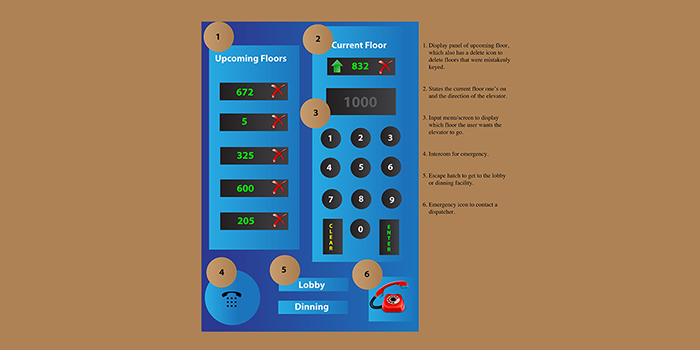 1
Upcoming Floors
672
5
325
600
205
2
Current Floor
832
3
1000
1 2 3
4 5 6
7 8 9
CLEAR
0
ENTER
4
5
Lobby
Dinning
6
1. Display panel of upcoming floor,
which also has a delete icon to
delete floors that were mistakenly
keyed.
2. States the current floor one's on
and the direction of the elevator.
3. Input menu/screen to display
which floor the user wants the
elevator to go.
4. Intercom for emergency.
5. Escape hatch to get to the lobby
or dinning facility.
6. Emergency icon to contact a
dispatcher.